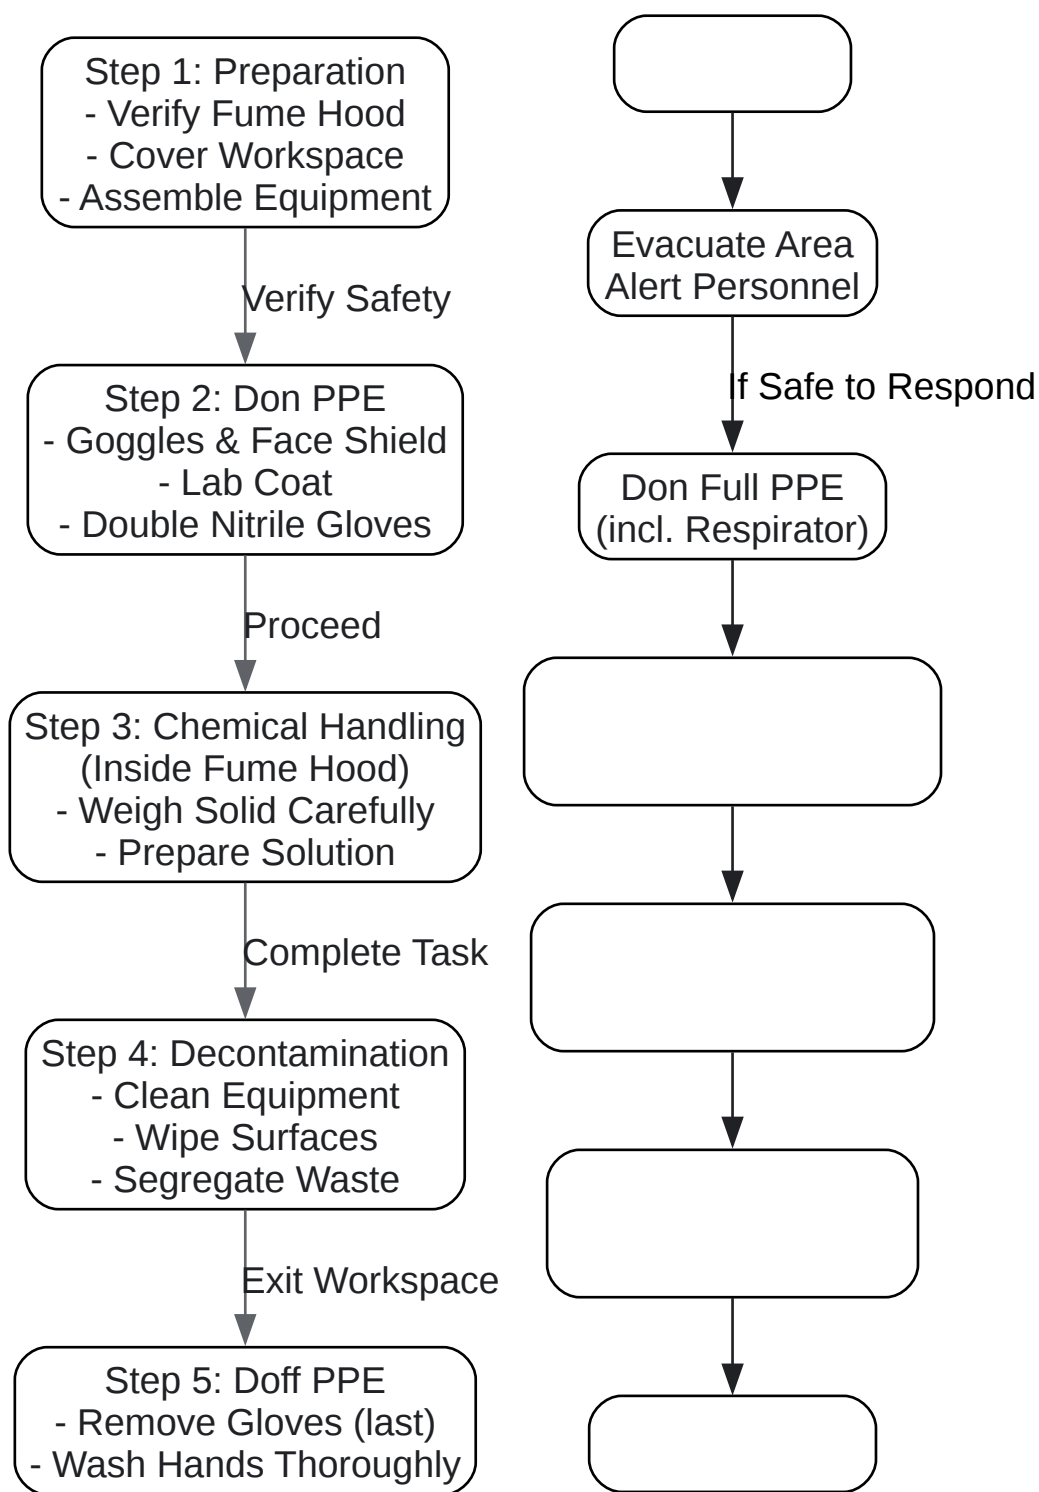 Step 1: Preparation
- Verify Fume Hood
- Cover Workspace
- Assemble Equipment
Verify Safety
Step 2: Don PPE
- Goggles & Face Shield
- Lab Coat
- Double Nitrile Gloves
Proceed
Step 3: Chemical Handling
(Inside Fume Hood)
- Weigh Solid Carefully
- Prepare Solution
Complete Task
Step 4: Decontamination
- Clean Equipment
- Wipe Surfaces
- Segregate Waste
Exit Workspace
Step 5: Doff PPE
- Remove Gloves (last)
- Wash Hands Thoroughly
Evacuate Area
Alert Personnel
If Safe to Respond
Don Full PPE
(incl. Respirator)